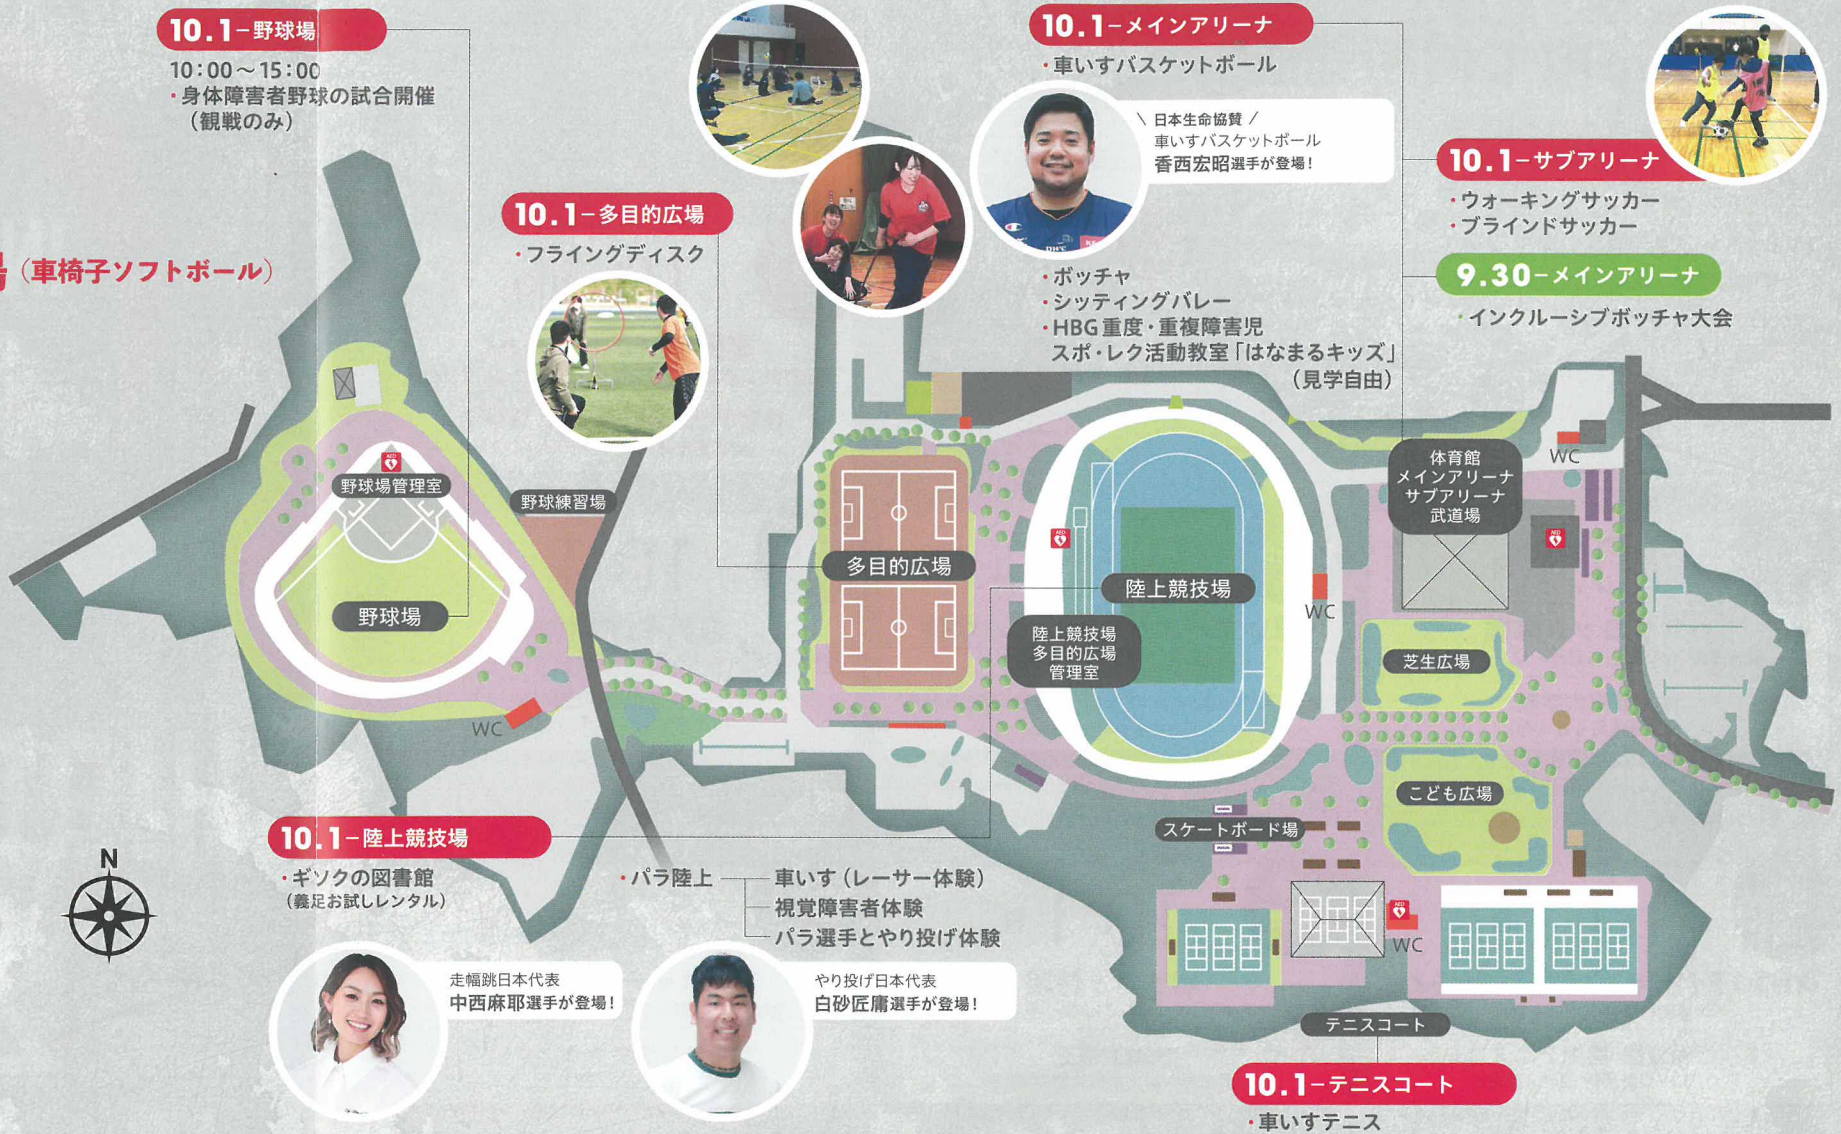 10.1−野球場
10:00～15:00
・身体障害者野球の試合開催
（観戦のみ）
（車椅子ソフトボール）
10.1−多目的広場
・フライングディスク
10.1−メインアリーナ
・車いすバスケットボール
\ 日本生命協賛 /
車いすバスケットボール
香西宏昭選手が登場！
・ボッチャ
・シッティングバレー
・HBG重度・重複障害児
スポ・レク活動教室「はなまるキッズ」
（見学自由）
10.1−サブアリーナ
・ウォーキングサッカー
・ブラインドサッカー
9.30−メインアリーナ
・インクルーシブボッチャ大会
AED
野球場管理室
野球練習場
野球場
WC
多目的広場
AED
陸上競技場
陸上競技場
多目的広場
管理室
WC
体育館
メインアリーナ
サブアリーナ
武道場
WC
AED
芝生広場
こども広場
スケートボード場
AED
WC
テニスコート
10.1−テニスコート
・車いすテニス
N
10.1−陸上競技場
・ギソクの図書館
（義足お試しレンタル）
・パラ陸上
車いす（レーサー体験）
視覚障害者体験
パラ選手とやり投げ体験
走幅跳日本代表
中西麻耶選手が登場！
やり投げ日本代表
白砂匠庸選手が登場！